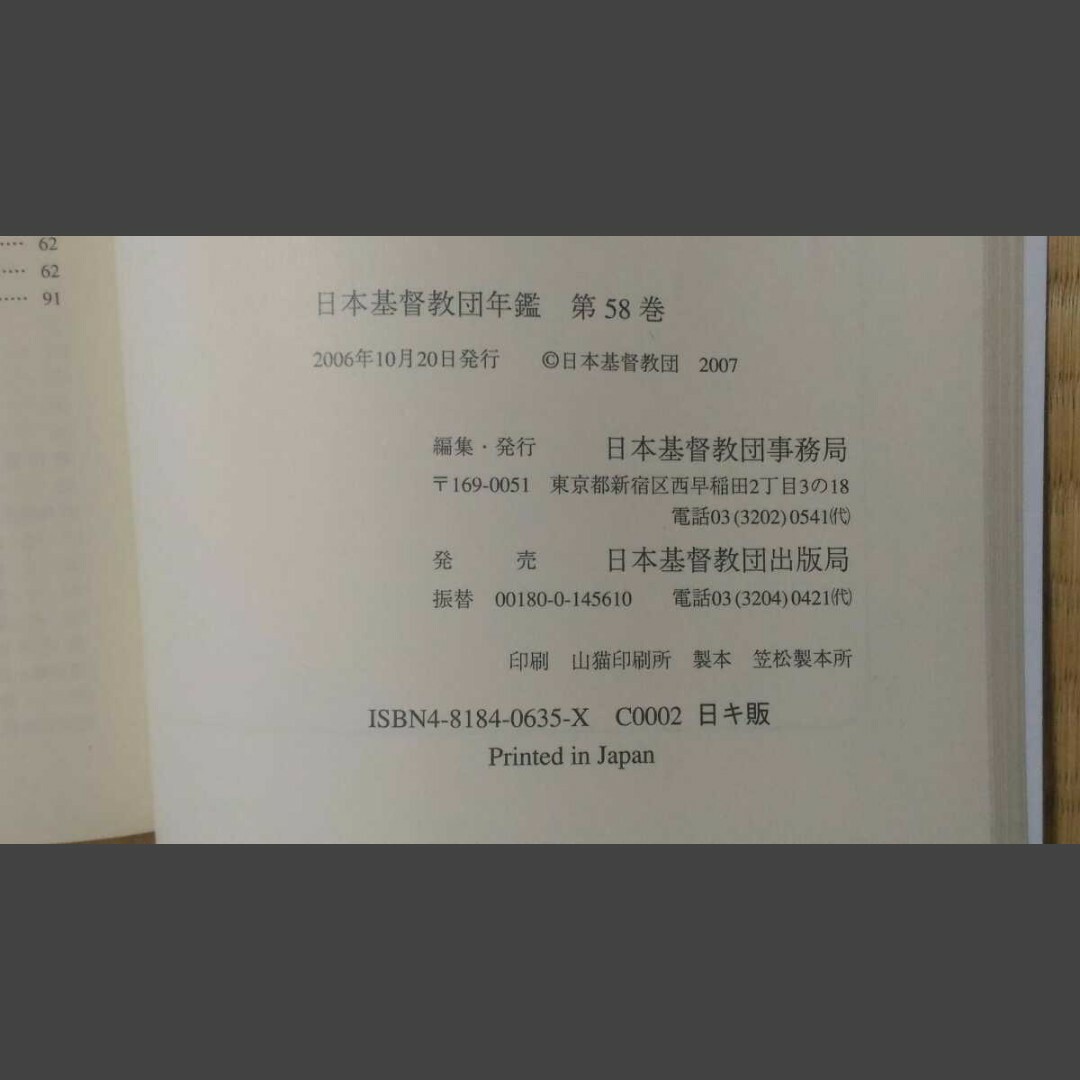 …… 62
…… 62
…… 91
日本基督教団年鑑　第 58 巻
2006年10月20日発行　©日本基督教団　2007
編集・発行　日本基督教団事務局
〒169-0051　東京都新宿区西早稲田2丁目3の18
電話03 (3202) 0541㈹
発　売　日本基督教団出版局
振替　00180-0-145610　電話03 (3204) 0421㈹
印刷　山猫印刷所　製本　笠松製本所
ISBN4-8184-0635-X　C0002 日キ販
Printed in Japan